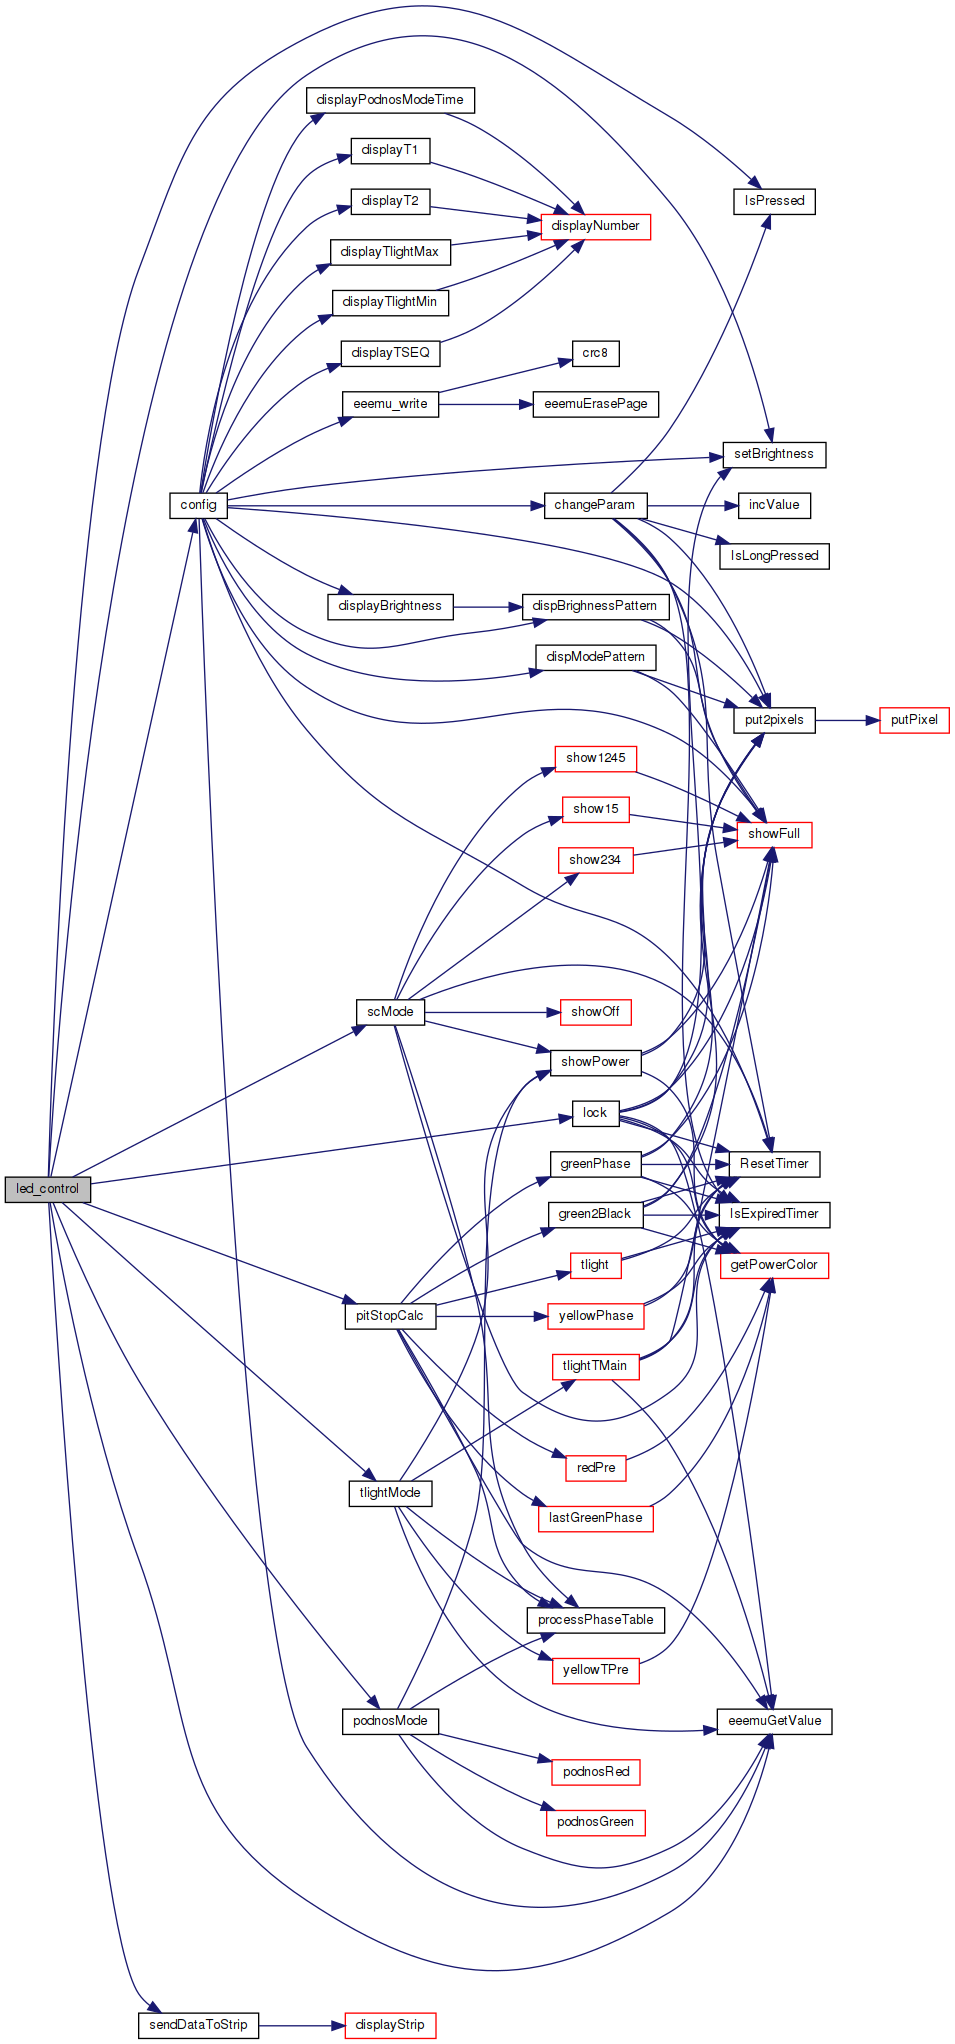 displayPodnosModeTime
displayT1
displayT2
IsPressed
displayNumber
displayTlightMax
displayTlightMin
displayTSEQ
crc8
eeemu_write
eeemuErasePage
setBrightness
config
changeParam
incValue
IsLongPressed
displayBrightness
dispBrighnessPattern
dispModePattern
put2pixels
putPixel
show1245
show15
showFull
show234
scMode
showOff
showPower
lock
greenPhase
ResetTimer
led_control
green2Black
IsExpiredTimer
tlight
getPowerColor
pitStopCalc
yellowPhase
tlightTMain
redPre
tlightMode
lastGreenPhase
processPhaseTable
yellowTPre
podnosMode
eeemuGetValue
podnosRed
podnosGreen
sendDataToStrip
displayStrip